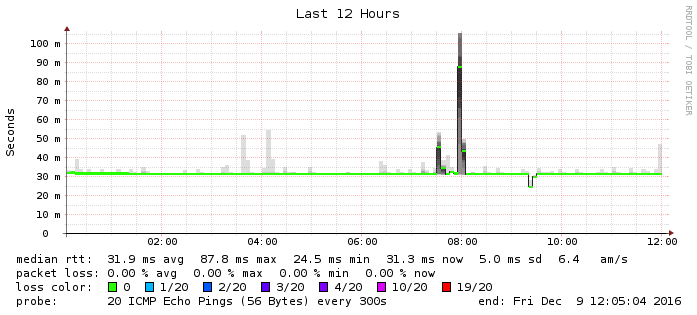 Last 12 Hours
RRDTOOL / TOBI OETIKER
Seconds
100 m
90 m
80 m
70 m
60 m
50 m
40 m
30 m
20 m
10 m
0
02:00 04:00 06:00 08:00 10:00 12:00
median rtt: 31.9 ms avg 87.8 ms max 24.5 ms min 31.3 ms now 5.0 ms sd 6.4 am/s
packet loss: 0.00 % avg 0.00 % max 0.00 % min 0.00 % now
loss color: 0 1/20 2/20 3/20 4/20 10/20 19/20
probe: 20 ICMP Echo Pings (56 Bytes) every 300s end: Fri Dec 9 12:05:04 2016